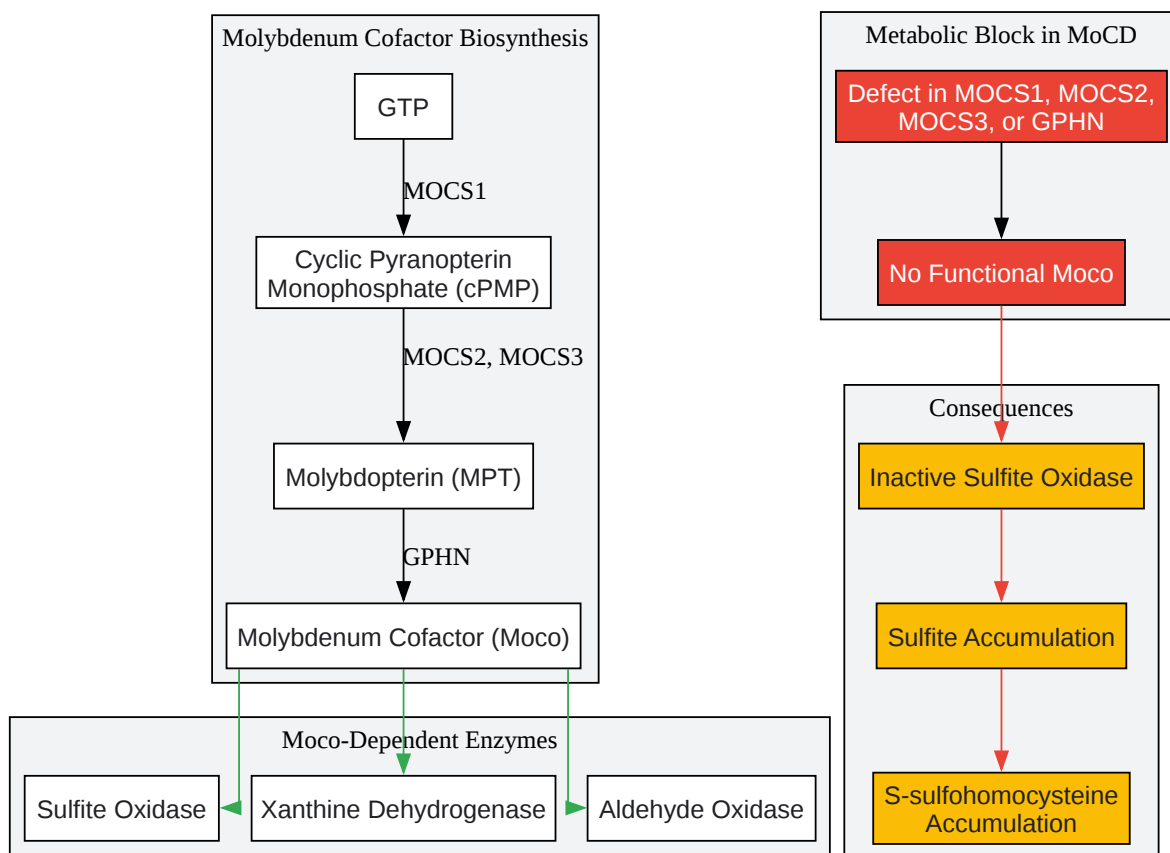 Molybdenum Cofactor Biosynthesis
GTP
MOCS1
Cyclic Pyranopterin
Monophosphate (cPMP)
MOCS2, MOCS3
Molybdopterin (MPT)
GPHN
Molybdenum Cofactor (Moco)
Moco-Dependent Enzymes
Sulfite Oxidase
Xanthine Dehydrogenase
Aldehyde Oxidase
Metabolic Block in MoCD
Defect in MOCS1, MOCS2,
MOCS3, or GPHN
No Functional Moco
Consequences
Inactive Sulfite Oxidase
Sulfite Accumulation
S-sulfohomocysteine
Accumulation